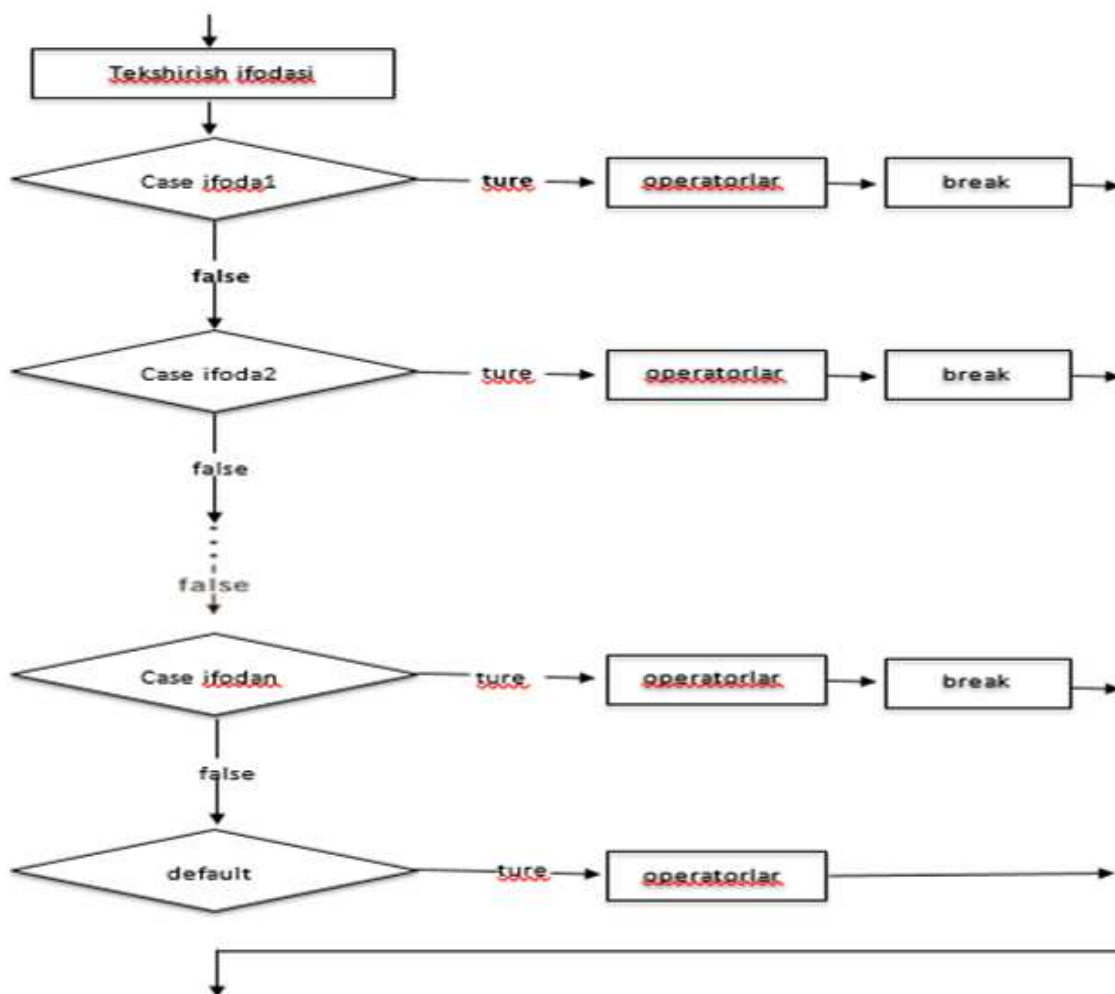 Tekshirish ifodasi
Case ifoda1
ture
operatorlar
break
false
Case ifoda2
ture
operatorlar
break
false
false
Case ifodan
ture
operatorlar
break
false
default
ture
operatorlar